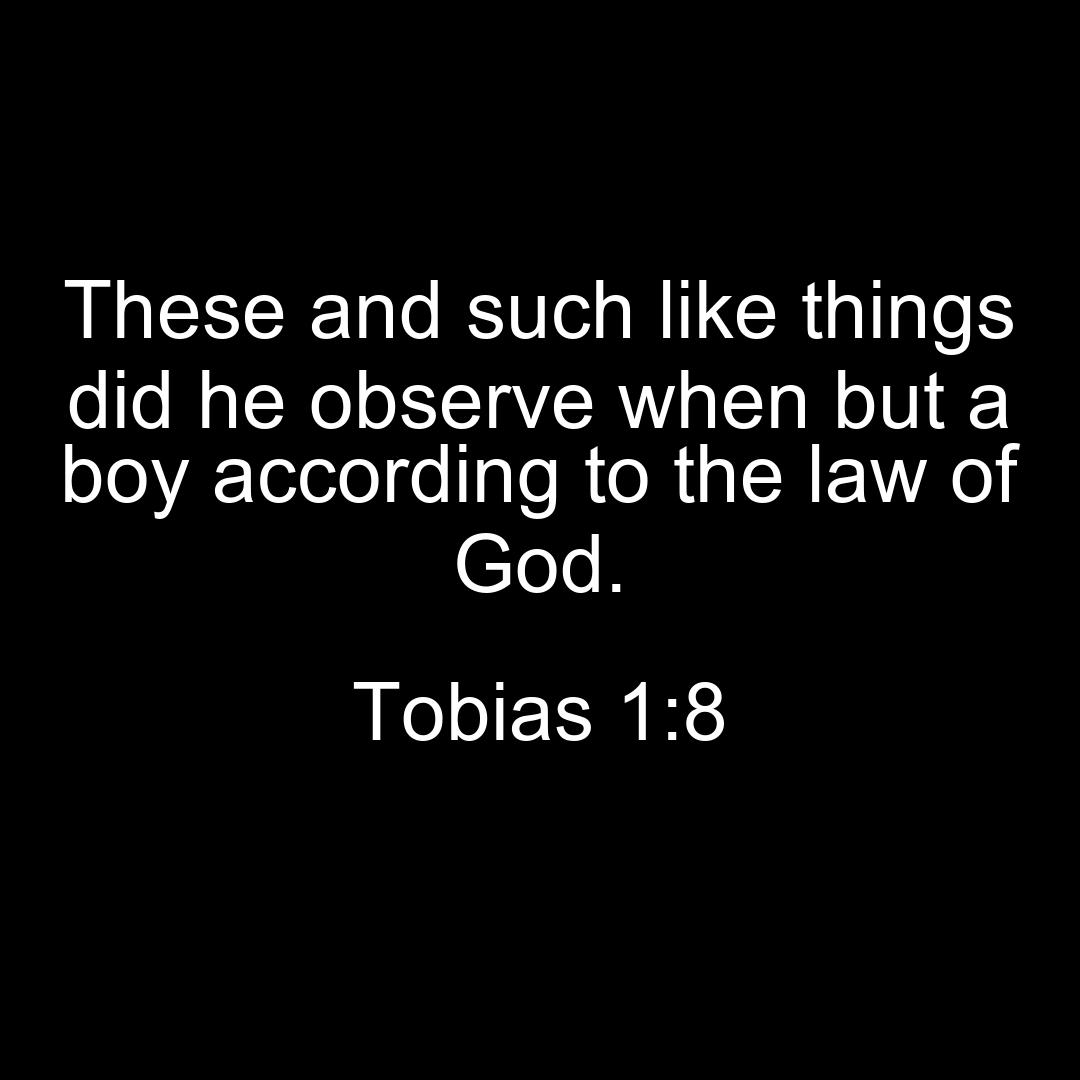 These and such like things
did he observe when but a
boy according to the law of
God.
Tobias 1:8